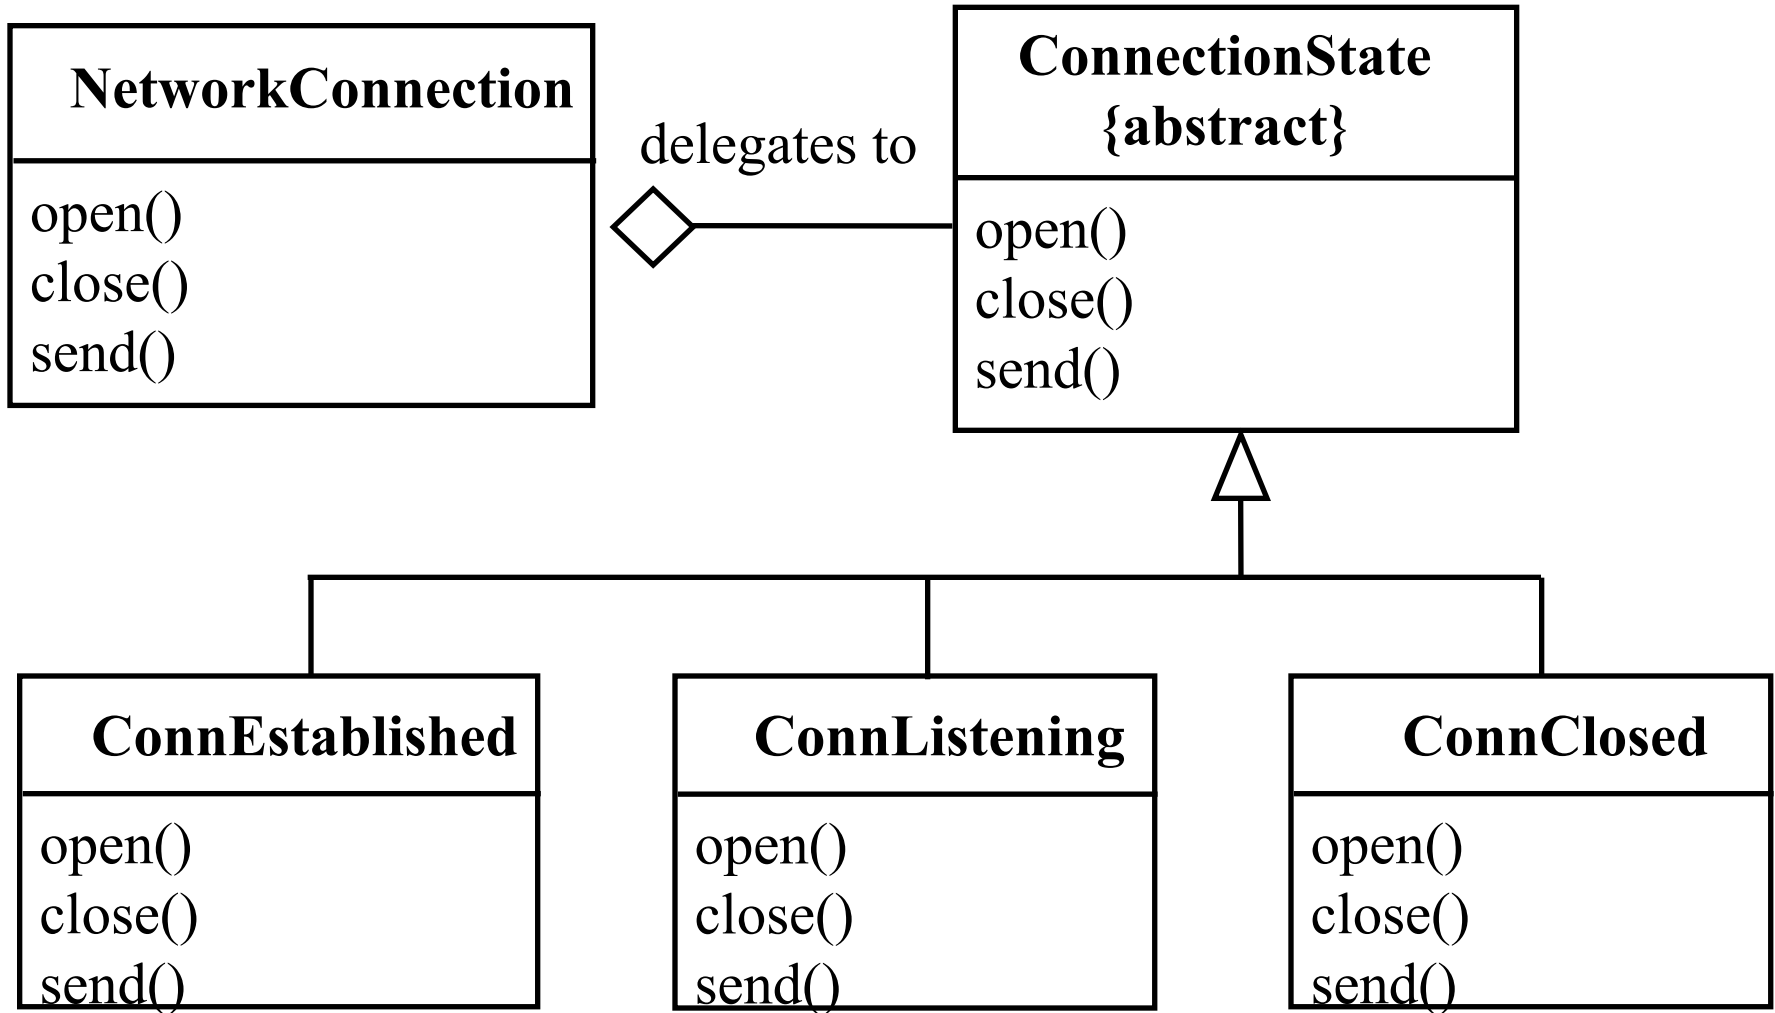 NetworkConnection
open()
close()
send()
delegates to
ConnectionState
{abstract}
open()
close()
send()
ConnEstablished
open()
close()
send()
ConnListening
open()
close()
send()
ConnClosed
open()
close()
send()